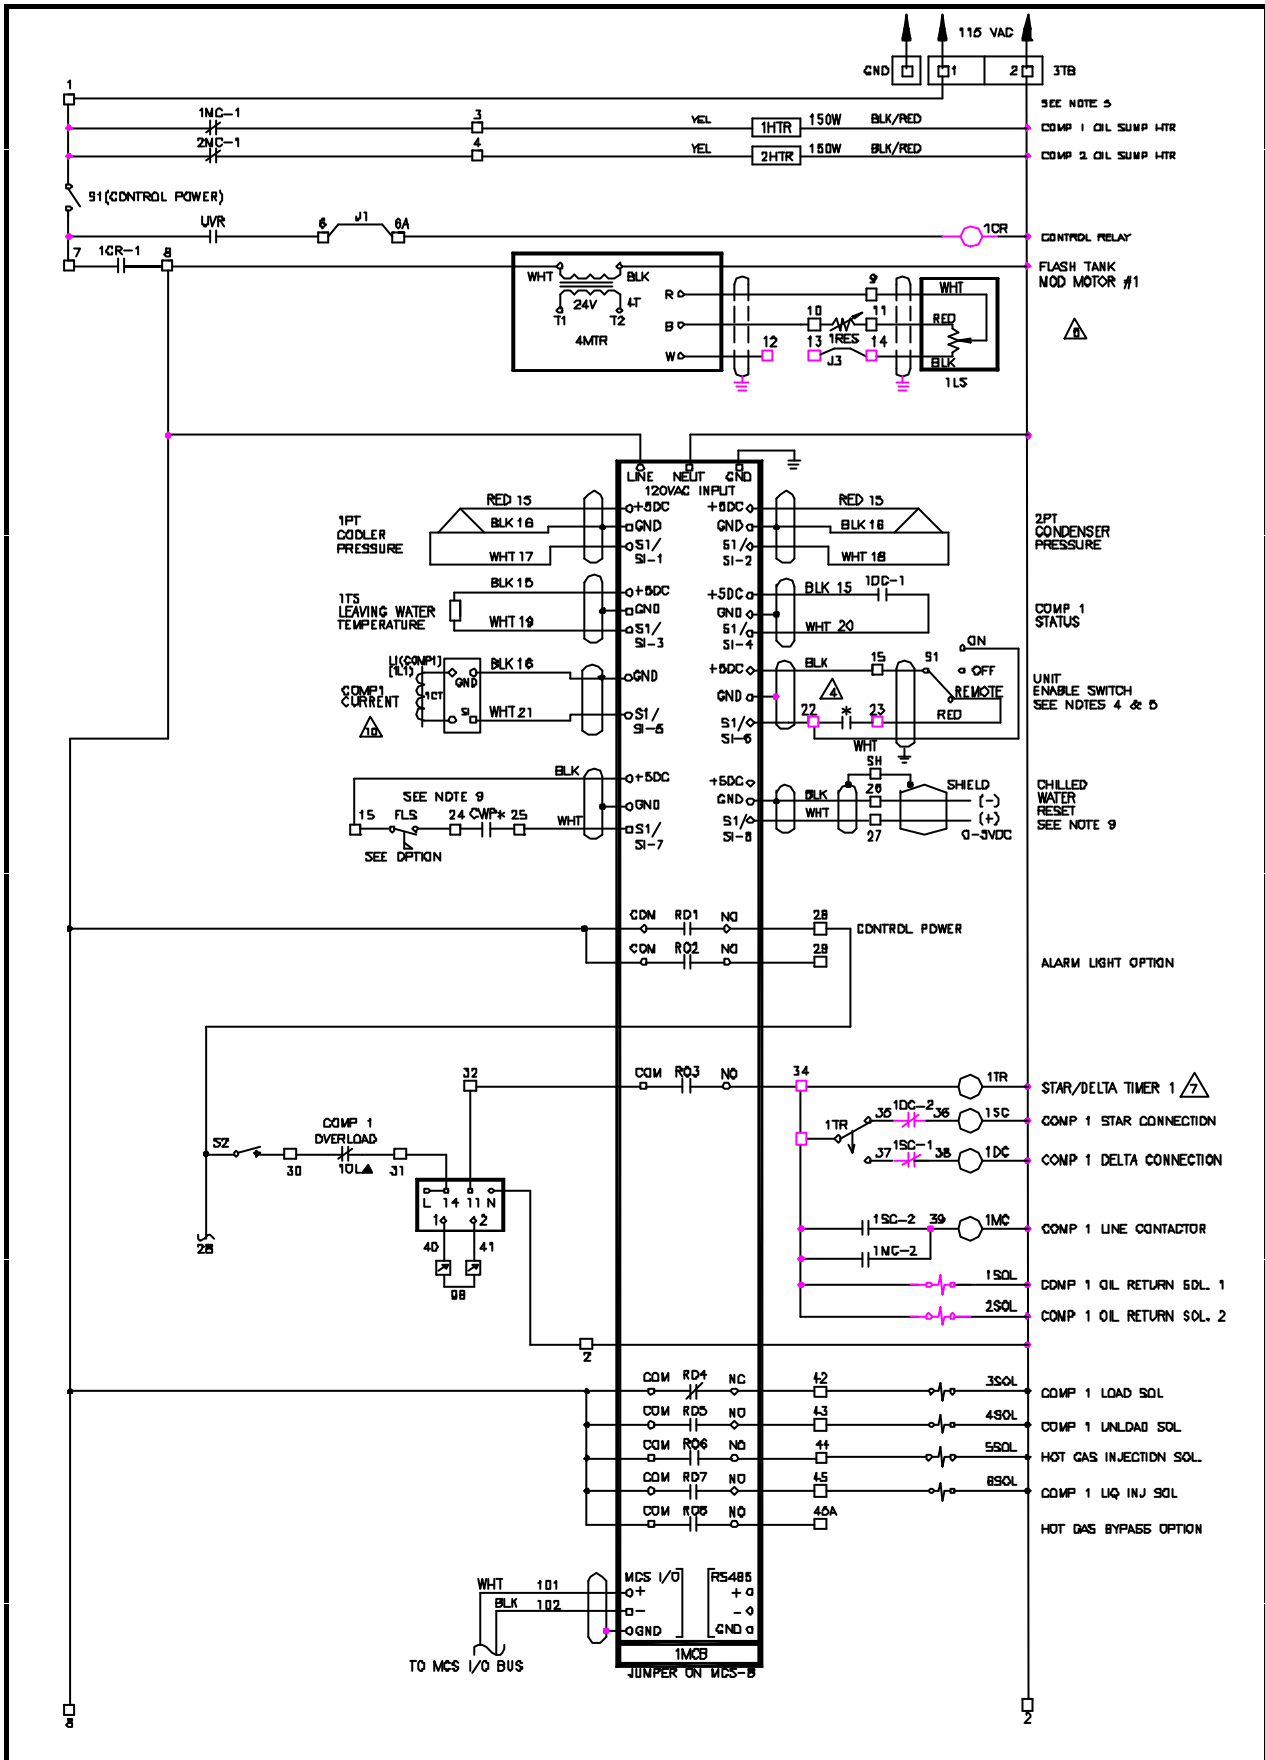 115 VAC
GND 1 2 3TB
1
SEE NOTE 5
1MC-1 3 YEL 1HTR 150W BLK/RED COMP 1 OIL SUMP HTR
2MC-1 4 YEL 2HTR 150W BLK/RED COMP 2 OIL SUMP HTR
S1(CONTROL POWER)
UVR 6 J1 6A 1CR CONTROL RELAY
7 1CR-1 8 FLASH TANK
MOD MOTOR #1
WHT BLK
24V 4T
T1 T2
4MTR
R 9 WHT
B 10 1RES 11 RED
W 12 13 J3 14 BLK
1LS
LINE NEUT GND
120VAC INPUT
1PT
COOLER
PRESSURE
RED 15 +5DC
BLK 16 GND
WHT 17 S1/
SI-1
+5DC RED 15
GND BLK 16
S1/ WHT 18
SI-2
2PT
CONDENSER
PRESSURE
1TS
LEAVING WATER
TEMPERATURE
BLK 15 +5DC
GND
WHT 19 S1/
SI-3
+5DC BLK 15 1DC-1
GND
S1/ WHT 20
SI-4
COMP 1
STATUS
L1(COMP1)
(1L1)
COMP1
CURRENT
10
1CT
GND
SI
BLK 16 GND
WHT 21 S1/
SI-5
+5DC BLK 15 S1
ON
OFF
REMOTE
GND 4
S1/ 22 * 23 RED
SI-6
WHT
UNIT
ENABLE SWITCH
SEE NOTES 4 & 5
BLK +5DC
SEE NOTE 9
15 FLS 24 CWP* 25 WHT
GND
S1/
SI-7
SEE OPTION
+5DC
SH
GND BLK 26 SHIELD (-)
S1/ WHT 27 (+)
SI-8
0-5VDC
CHILLED
WATER
RESET
SEE NOTE 9
COM RO1 NO 28 CONTROL POWER
COM RO2 NO 29 ALARM LIGHT OPTION
32 COM RO3 NO 34 1TR STAR/DELTA TIMER 1 7
S2 30 COMP 1
OVERLOAD
1OL▲ 31
1TR 35 1DC-2 36 1SC COMP 1 STAR CONNECTION
37 1SC-1 38 1DC COMP 1 DELTA CONNECTION
L 14 11 N
1 2
28
40 41
98
1SC-2 39 1MC COMP 1 LINE CONTACTOR
1MC-2
1SOL COMP 1 OIL RETURN SOL. 1
2SOL COMP 1 OIL RETURN SOL. 2
2
COM RO4 NC 42 3SOL COMP 1 LOAD SOL
COM RO5 NO 43 4SOL COMP 1 UNLOAD SOL
COM RO6 NO 44 5SOL HOT GAS INJECTION SOL.
COM RO7 NO 45 6SOL COMP 1 LIQ INJ SOL
COM RO8 NO 45A HOT GAS BYPASS OPTION
WHT 101
BLK 102
TO MCS I/O BUS
MCS I/O RS485
+ +
- -
GND GND
1MCB
JUMPER ON MCS-8
8 2